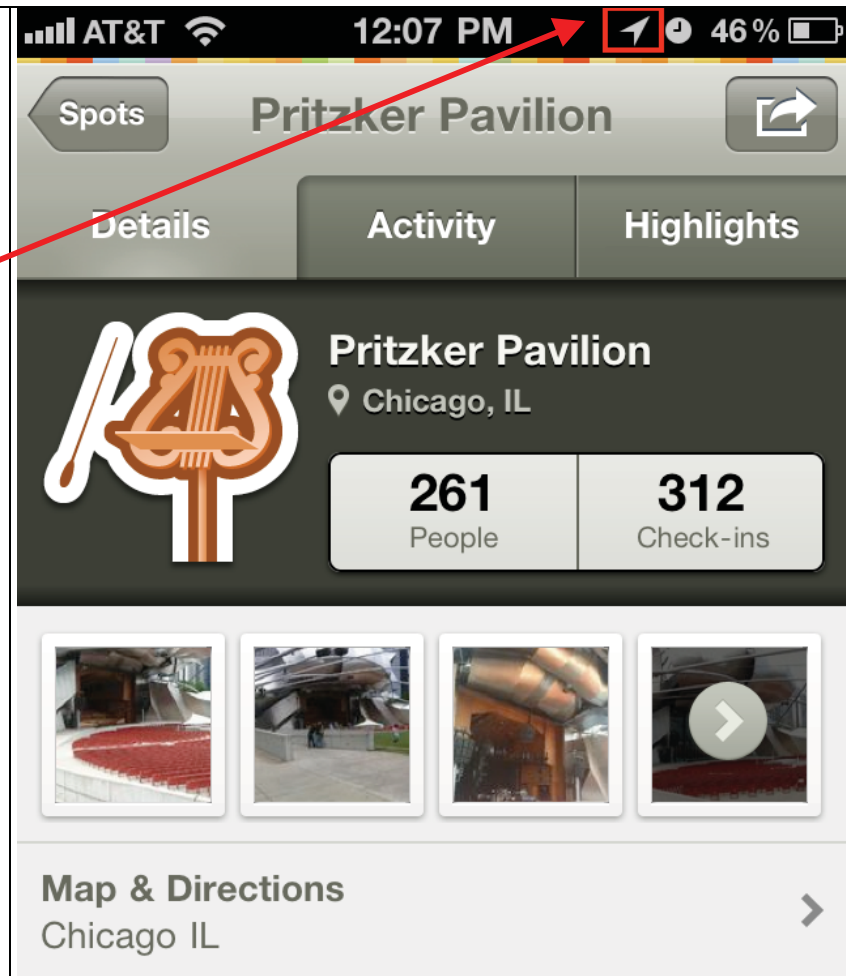 AT&T 12:07 PM 46%
Spots Pritzker Pavilion
Details Activity Highlights
Pritzker Pavilion
Chicago, IL
261 312
People Check-ins
Map & Directions
Chicago IL